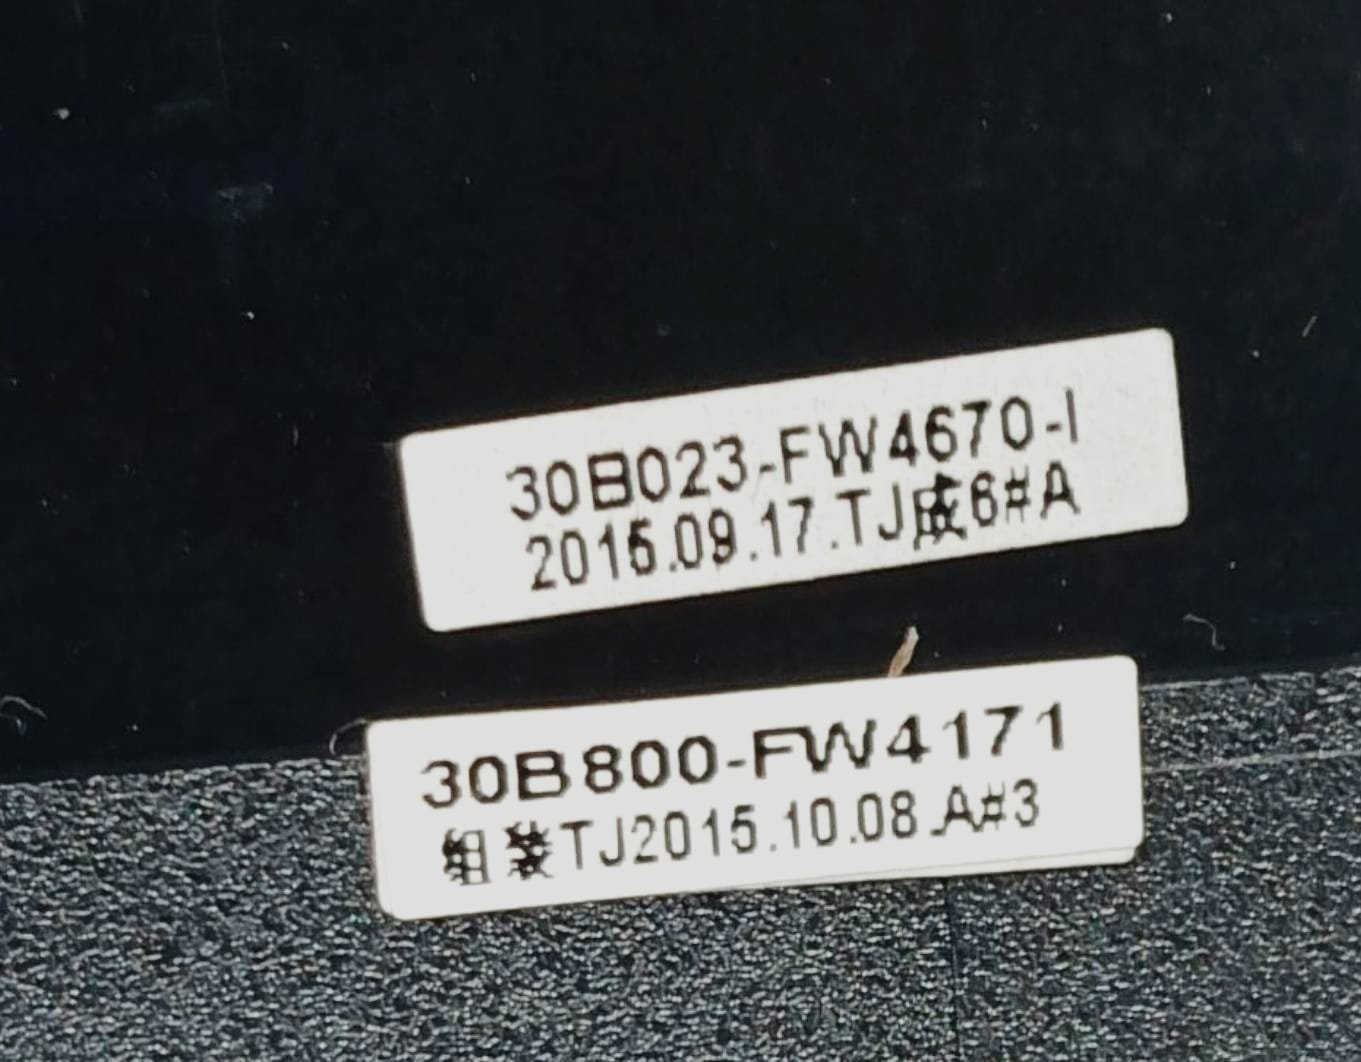 30B023-FW4670-I
2015.09.17.TJ成6#A
30B800-FW4171
组装TJ2015.10.08.A#3